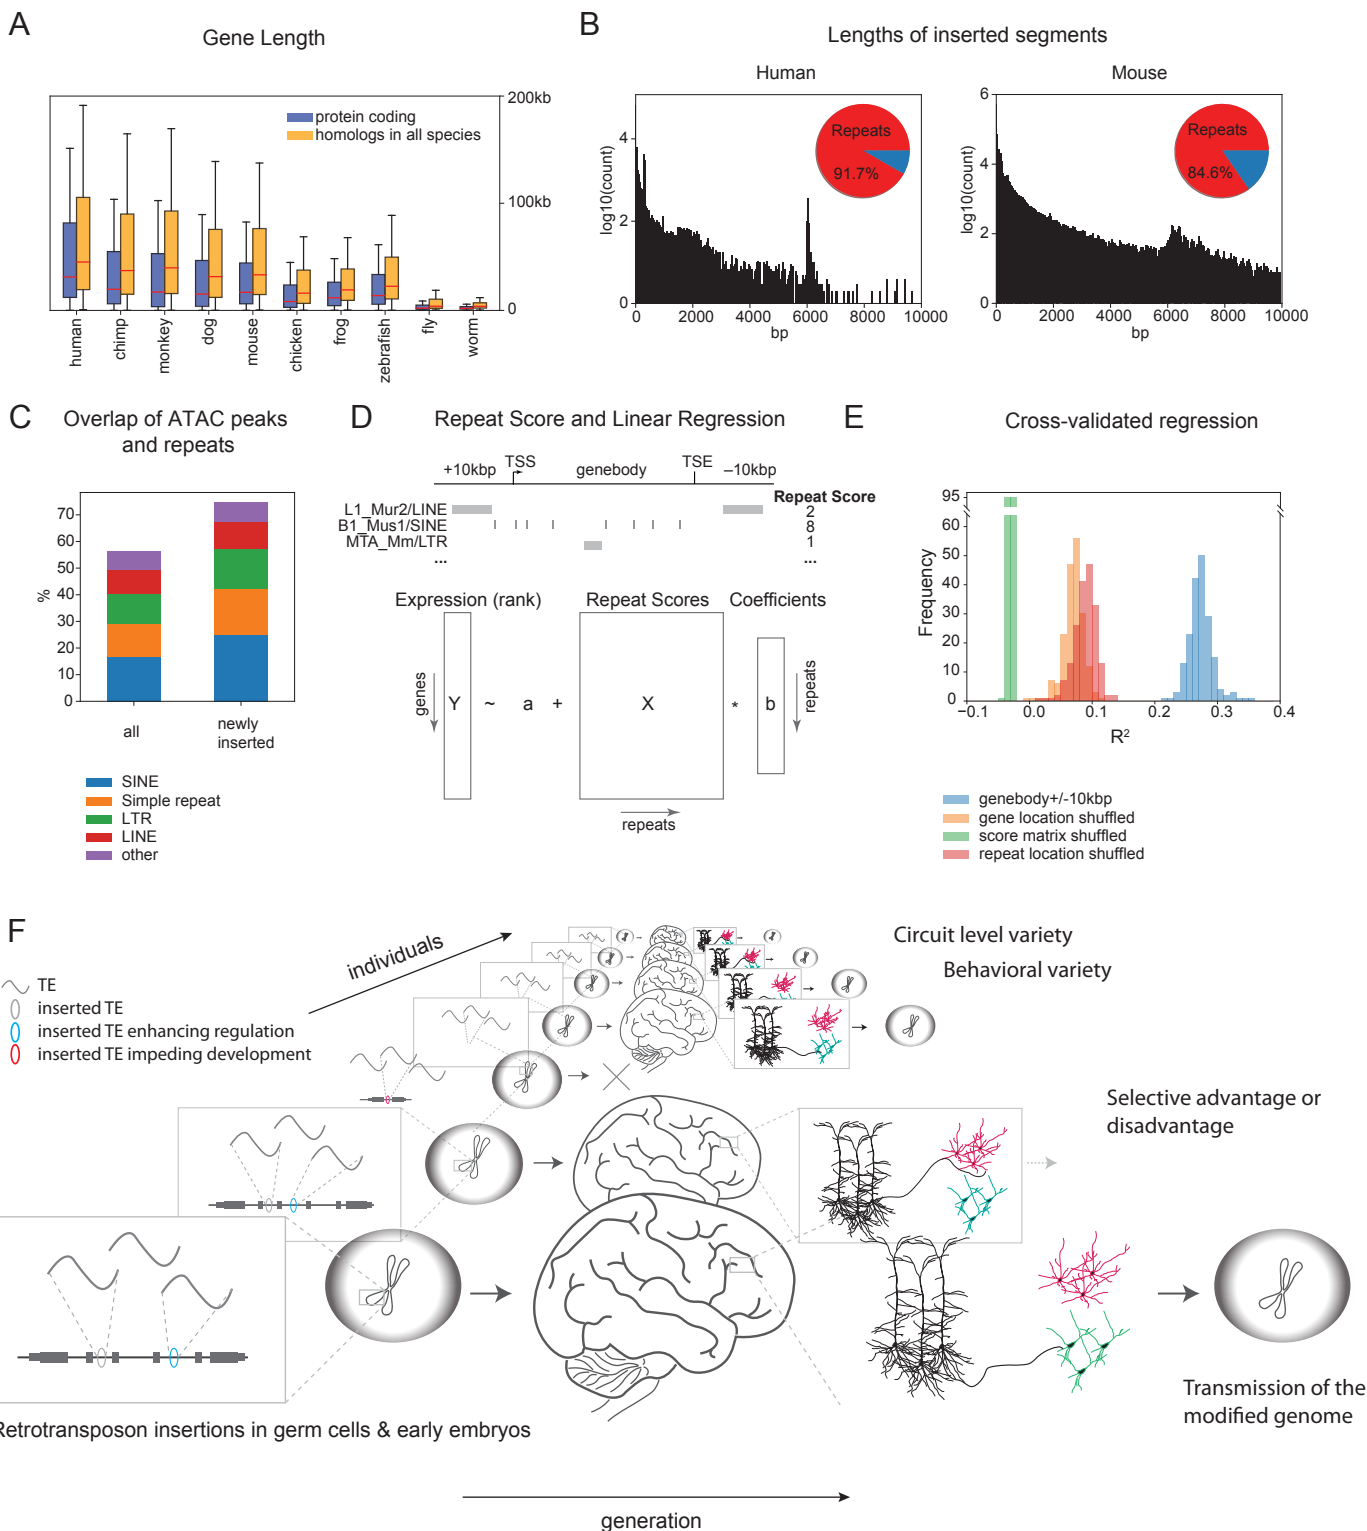 A
Gene Length
200kb
100kb
0
protein coding
homologs in all species
human
chimp
monkey
dog
mouse
chicken
frog
zebrafish
fly
worm
B
Lengths of inserted segments
Human
log10(count)
4
2
0
Repeats
91.7%
0 2000 4000 6000 8000 10000
bp
Mouse
log10(count)
6
4
2
0
Repeats
84.6%
0 2000 4000 6000 8000 10000
bp
C
Overlap of ATAC peaks
and repeats
%
70
60
50
40
30
20
10
0
all
newly
inserted
SINE
Simple repeat
LTR
LINE
other
D
Repeat Score and Linear Regression
+10kbp TSS genebody TSE −10kbp
Repeat Score
L1_Mur2/LINE 2
B1_Mus1/SINE 8
MTA_Mm/LTR 1
... ...
Expression (rank) Repeat Scores Coefficients
genes
Y ~ a + X * b
repeats
repeats
E
Cross-validated regression
Frequency
95
60
50
40
30
20
10
0
−0.1 0.0 0.1 0.2 0.3 0.4
R²
genebody+/-10kbp
gene location shuffled
score matrix shuffled
repeat location shuffled
F
individuals
TE
inserted TE
inserted TE enhancing regulation
inserted TE impeding development
Circuit level variety
Behavioral variety
Selective advantage or
disadvantage
Transmission of the
modified genome
Retrotransposon insertions in germ cells & early embryos
generation